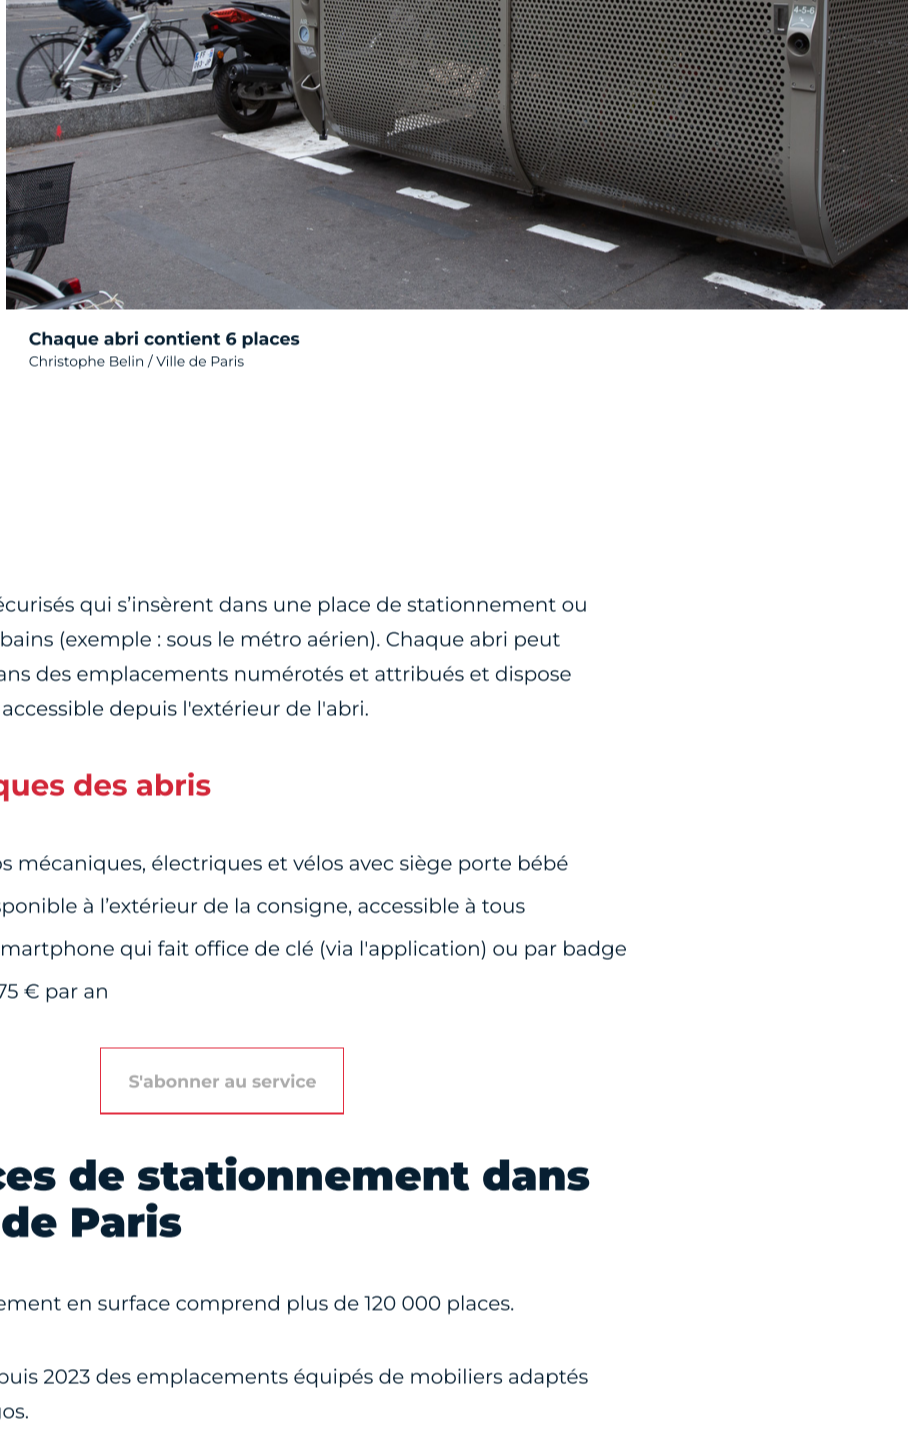 4-5-6
Chaque abri contient 6 places
Christophe Belin / Ville de Paris
écurisés qui s’insèrent dans une place de stationnement ou
bains (exemple : sous le métro aérien). Chaque abri peut
ans des emplacements numérotés et attribués et dispose
accessible depuis l'extérieur de l'abri.
ques des abris
os mécaniques, électriques et vélos avec siège porte bébé
sponible à l’extérieur de la consigne, accessible à tous
martphone qui fait office de clé (via l'application) ou par badge
75 € par an
S'abonner au service
ces de stationnement dans
de Paris
ement en surface comprend plus de 120 000 places.
puis 2023 des emplacements équipés de mobiliers adaptés
gos.